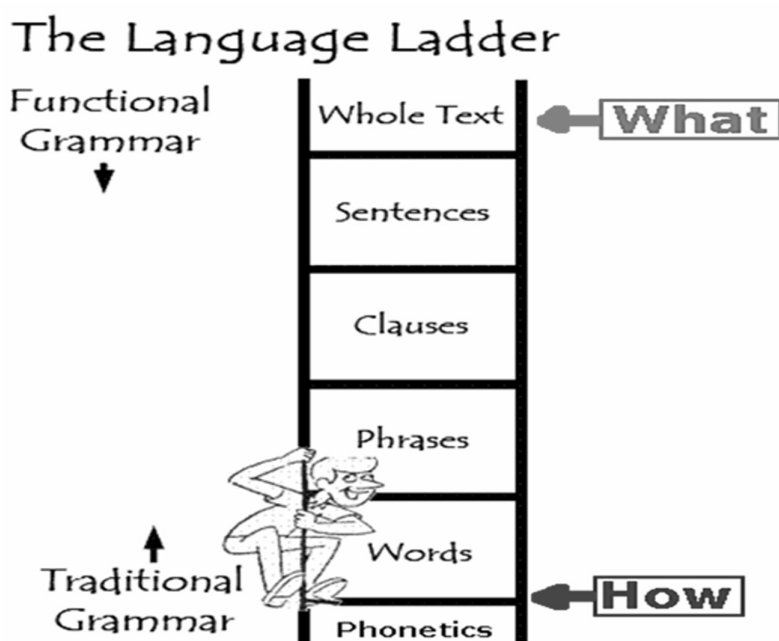 The Language Ladder
Functional
Grammar
Whole Text
What
Sentences
Clauses
Phrases
Words
Traditional
Grammar
How
Phonetics